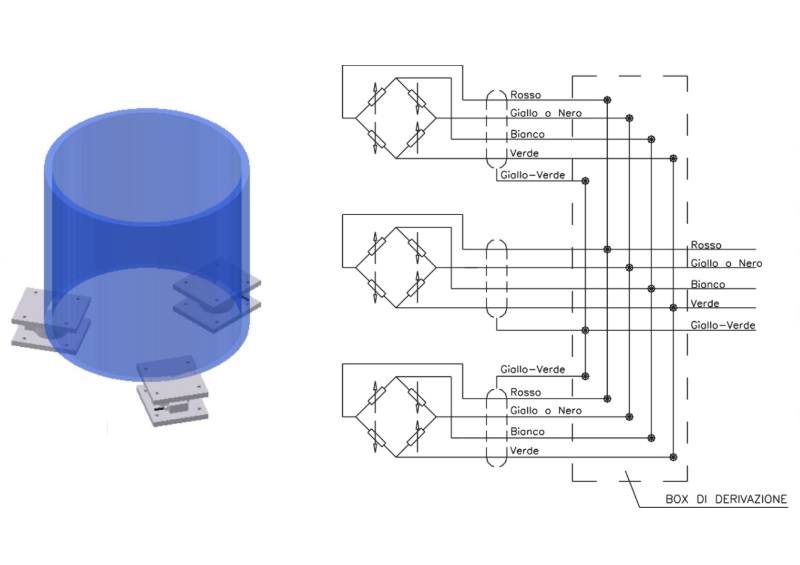 Rosso
Giallo o Nero
Bianco
Verde
Giallo-Verde
Rosso
Giallo o Nero
Bianco
Verde
Giallo-Verde
Giallo-Verde
Rosso
Giallo o Nero
Bianco
Verde
BOX DI DERIVAZIONE